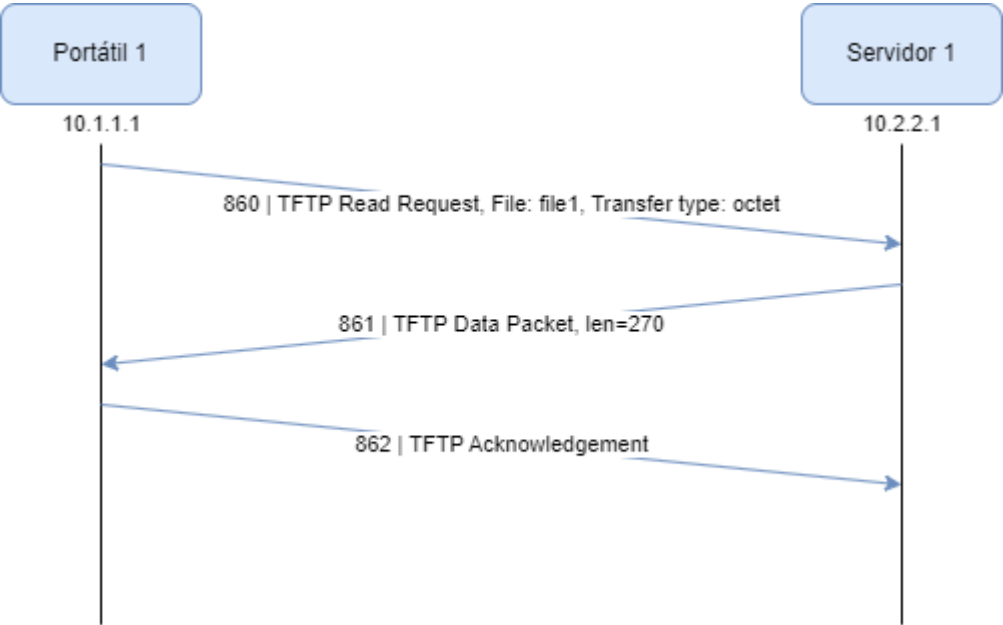 Portátil 1
Servidor 1
10.1.1.1
10.2.2.1
860 | TFTP Read Request, File: file1, Transfer type: octet
861 | TFTP Data Packet, len=270
862 | TFTP Acknowledgement